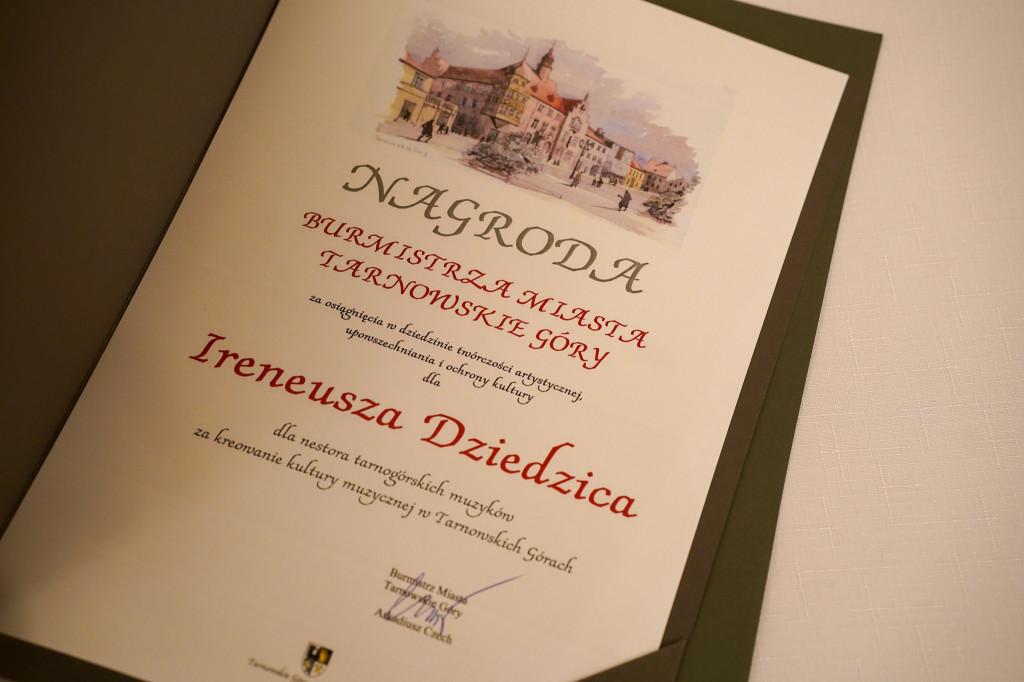 NAGRODA
BURMISTRZA MIASTA
TARNOWSKIE GÓRY
za osiągnięcia w dziedzinie twórczości artystycznej,
upowszechniania i ochrony kultury
dla
Ireneusza Dziedzica
dla nestora tarnogórskich muzyków
za kreowanie kultury muzycznej w Tarnowskich Górach
Burmistrz Miasta
Tarnowskie Góry
Arkadiusz Czech
Tarnowskie